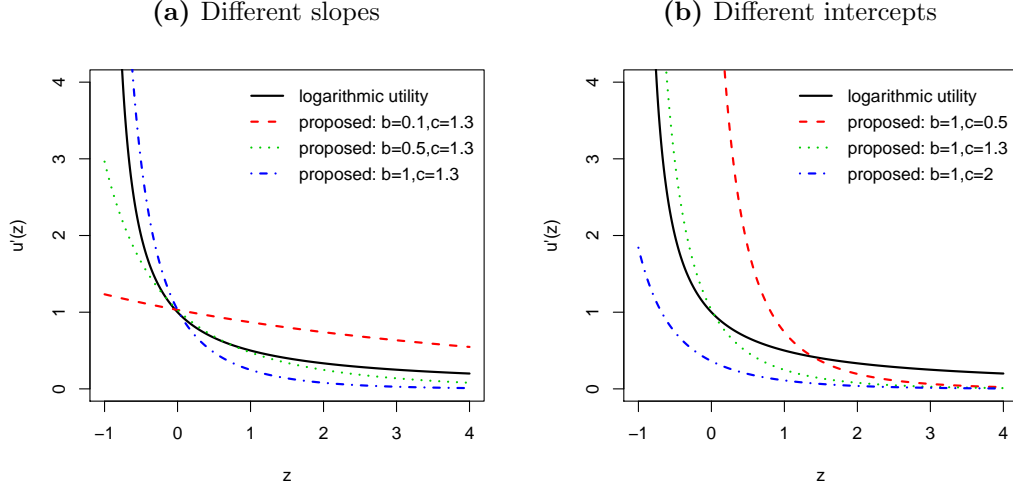 (a) Different slopes
logarithmic utility
proposed: b=0.1,c=1.3
proposed: b=0.5,c=1.3
proposed: b=1,c=1.3
u'(z)
4
3
2
1
0
−1 0 1 2 3 4
z
(b) Different intercepts
logarithmic utility
proposed: b=1,c=0.5
proposed: b=1,c=1.3
proposed: b=1,c=2
u'(z)
4
3
2
1
0
−1 0 1 2 3 4
z